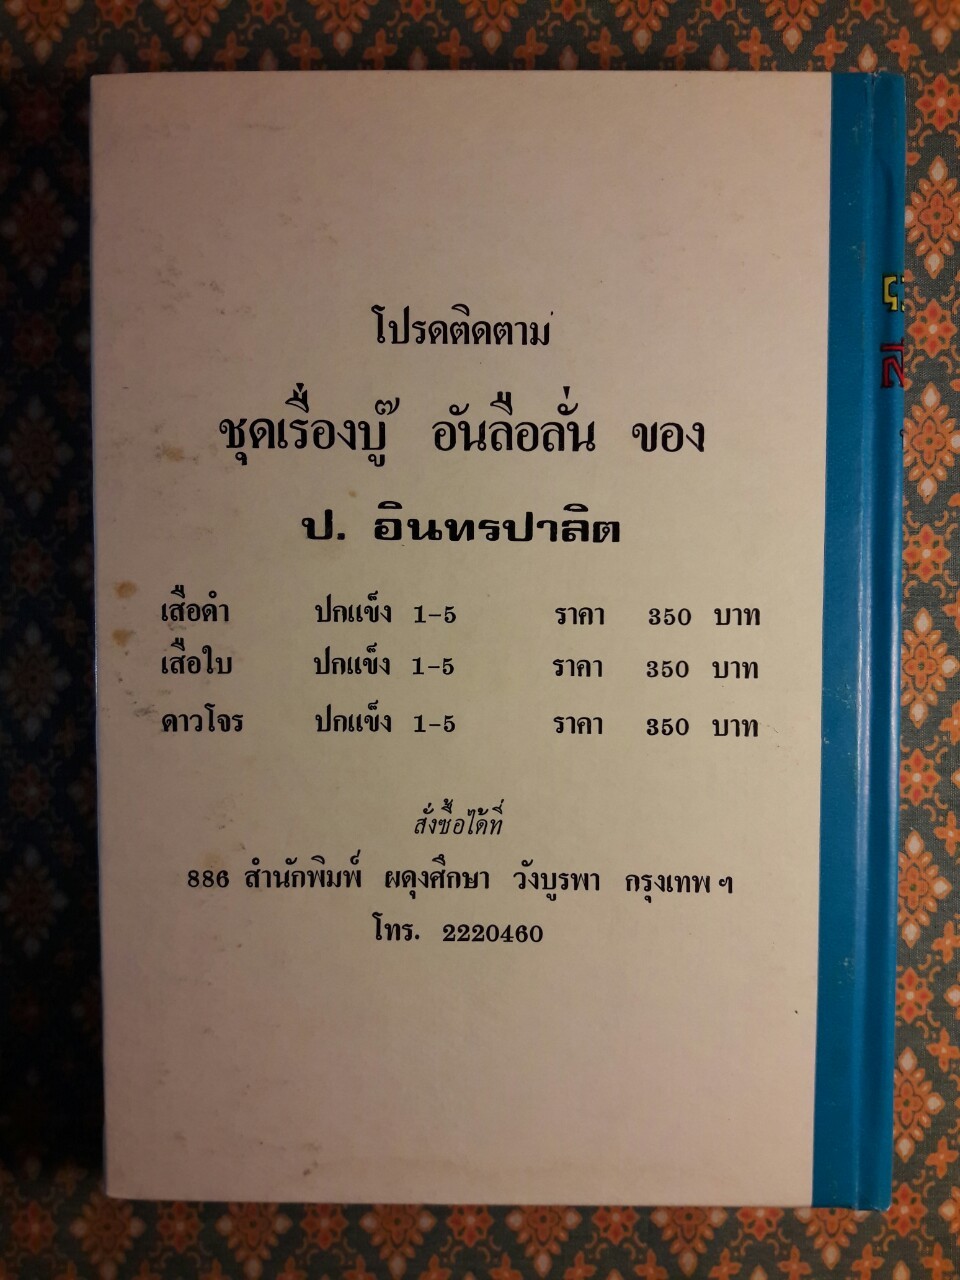 โปรดติดตาม
ชุดเรื่องบู๊ อันลือลั่น ของ
ป. อินทรปาลิต
เสือดำ ปกแข็ง 1-5 ราคา 350 บาท
เสือใบ ปกแข็ง 1-5 ราคา 350 บาท
ดาวโจร ปกแข็ง 1-5 ราคา 350 บาท
สั่งซื้อได้ที่
886 สำนักพิมพ์ ผดุงศึกษา วังบูรพา กรุงเทพ ฯ
โทร. 2220460